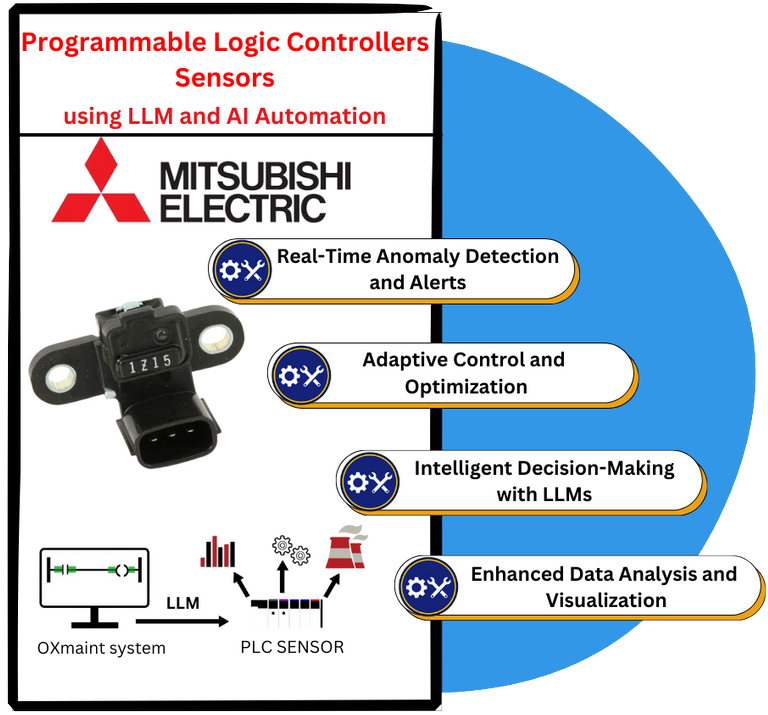 Programmable Logic Controllers
Sensors
using LLM and AI Automation
MITSUBISHI
ELECTRIC
Real-Time Anomaly Detection
and Alerts
1Z15
Adaptive Control and
Optimization
Intelligent Decision-Making
with LLMs
Enhanced Data Analysis and
Visualization
LLM
OXmaint system
PLC SENSOR